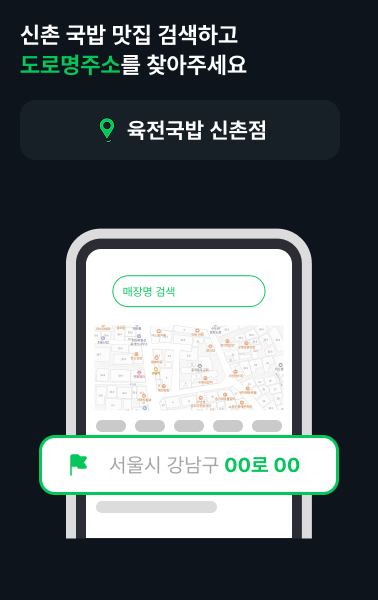 신촌 국밥 맛집 검색하고
도로명주소를 찾아주세요
육전국밥 신촌점
매장명 검색
서울시 강남구 00로 00